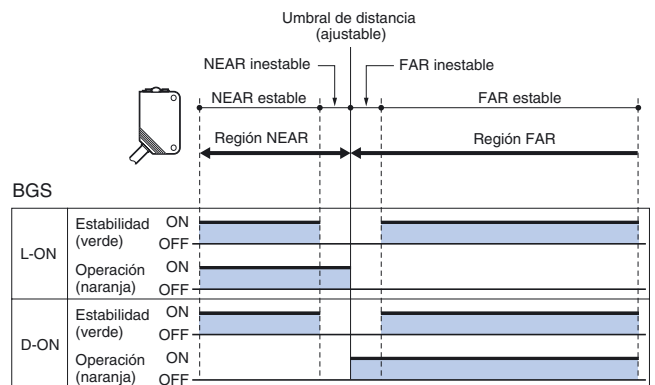 Umbral de distancia
(ajustable)
NEAR inestable
FAR inestable
NEAR estable
FAR estable
Región NEAR
Región FAR
BGS
L-ON
Estabilidad
(verde)
ON
OFF
Operación
(naranja)
ON
OFF
D-ON
Estabilidad
(verde)
ON
OFF
Operación
(naranja)
ON
OFF